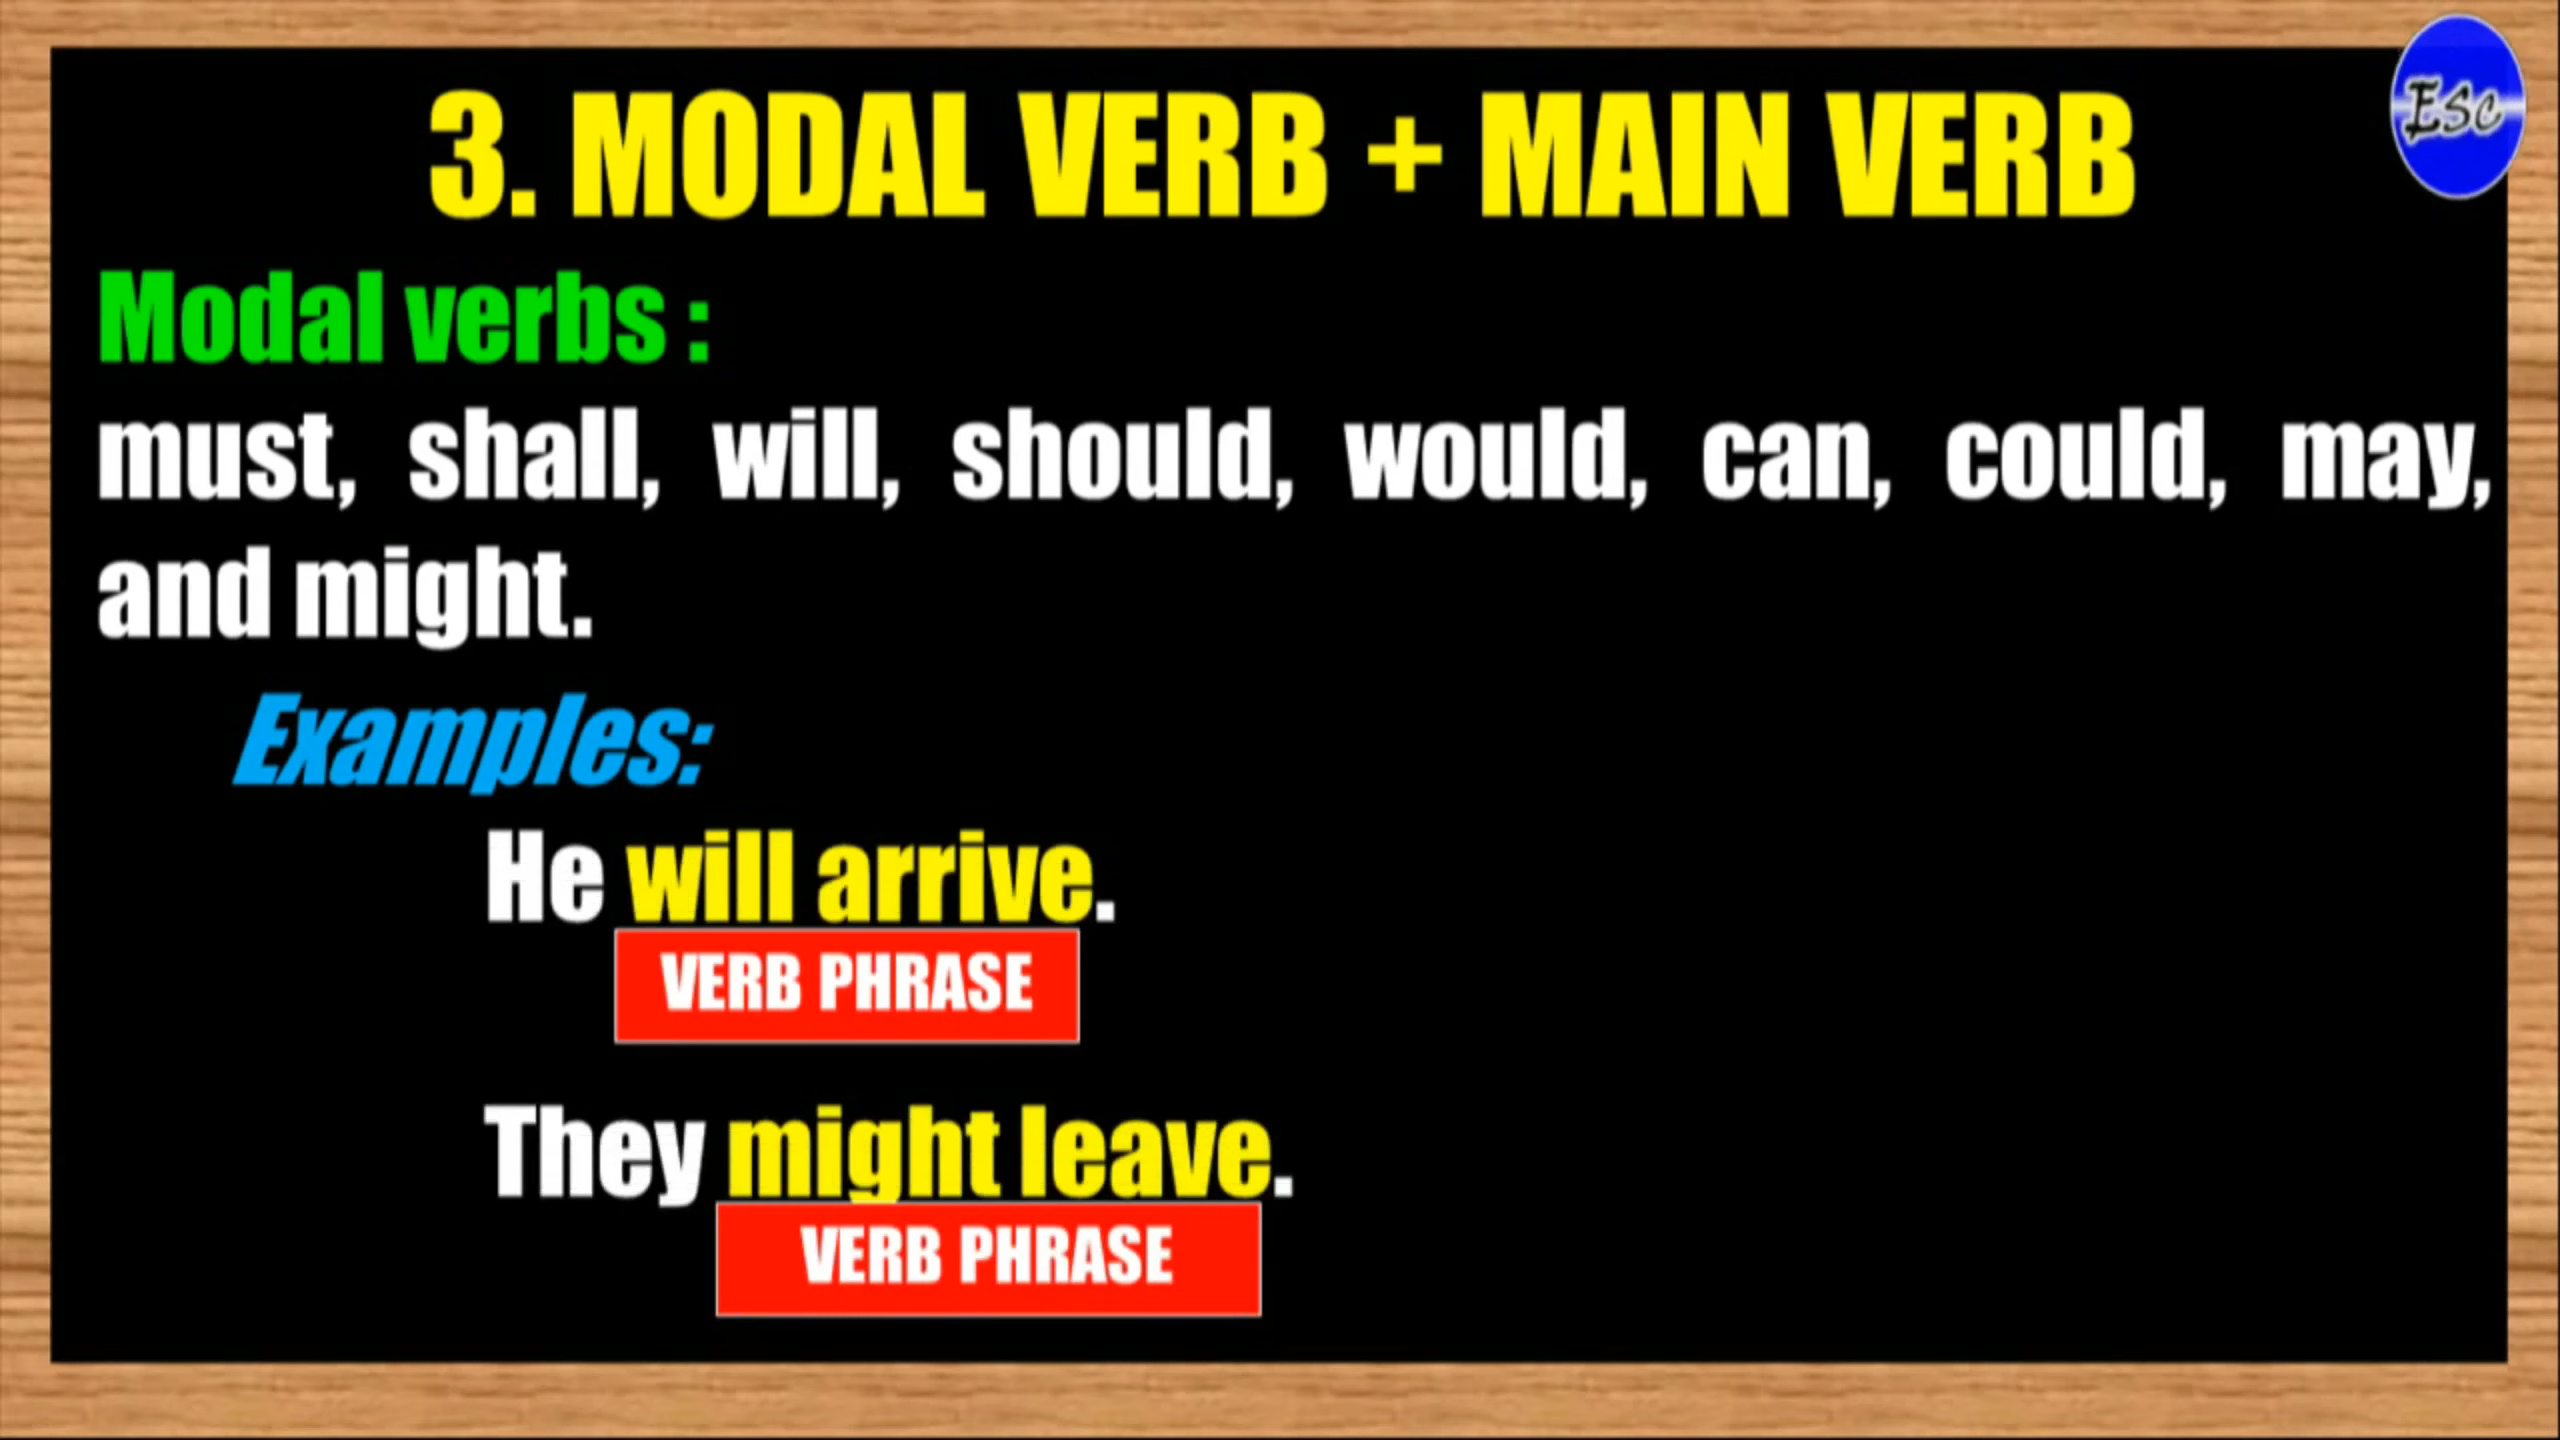 3. MODAL VERB + MAIN VERB
Esc
Modal verbs :
must, shall, will, should, would, can, could, may,
and might.
Examples:
He will arrive.
VERB PHRASE
They might leave.
VERB PHRASE